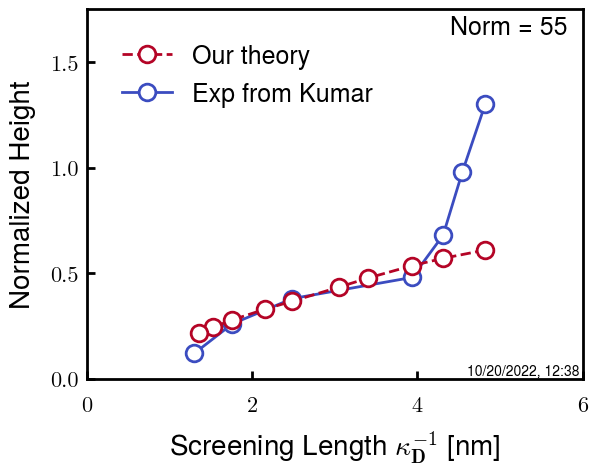 Norm = 55
Our theory
Exp from Kumar
Normalized Height
1.5
1.0
0.5
0.0
10/20/2022, 12:38
0 2 4 6
Screening Length κ_D^{-1} [nm]